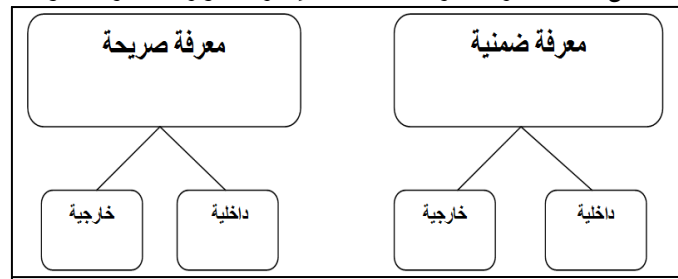 معرفة ضمنية
معرفة صريحة
داخلية
خارجية
داخلية
خارجية